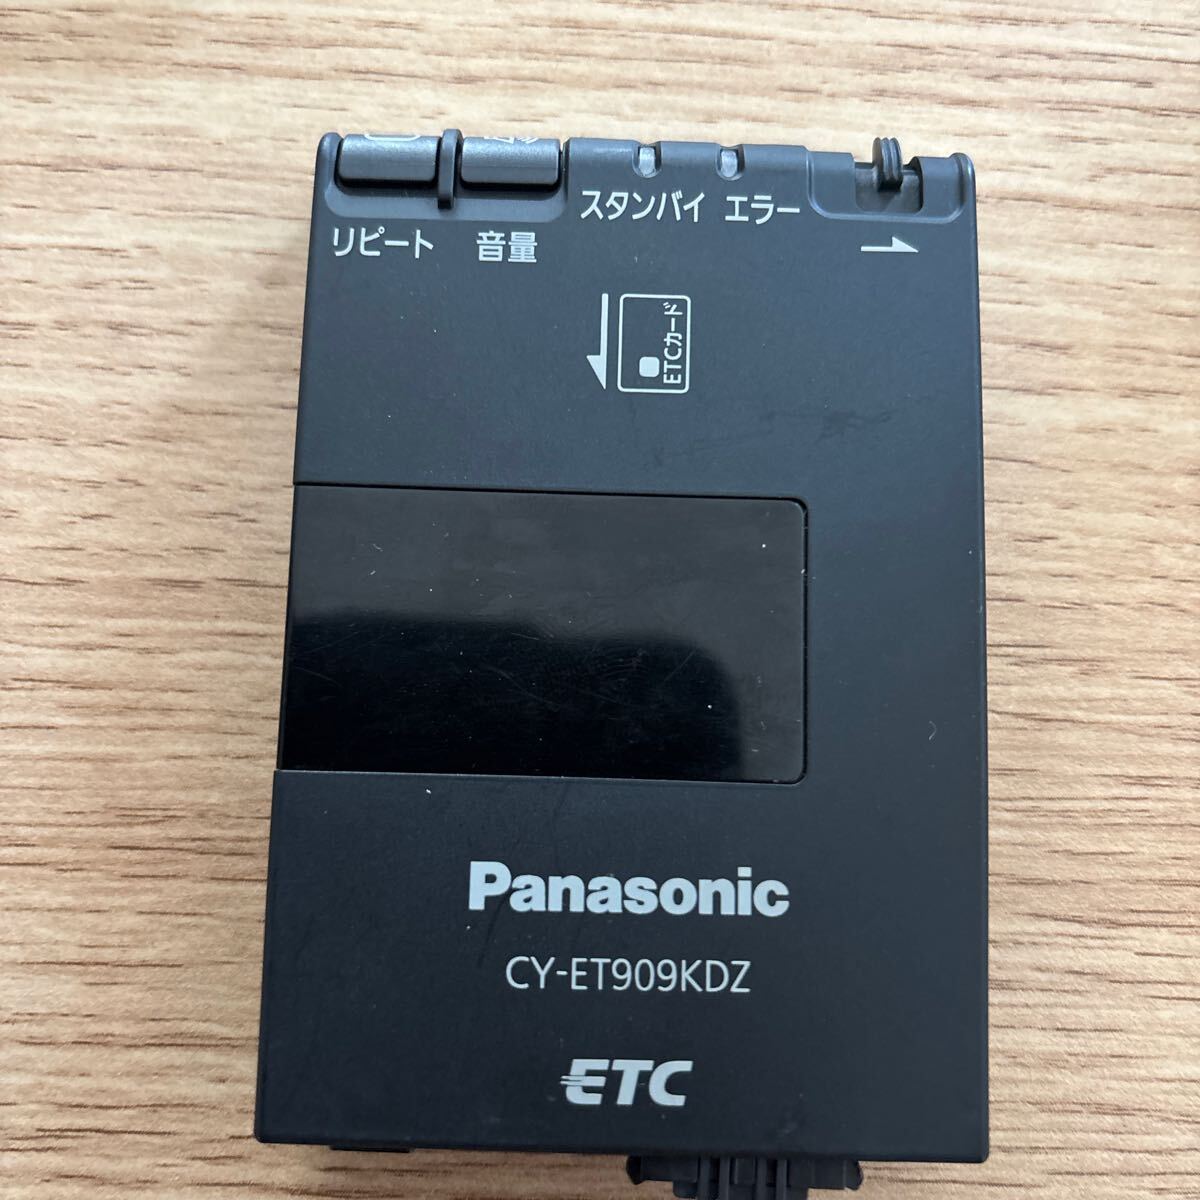 スタンバイ エラー
リピート 音量
ETCカード
Panasonic
CY-ET909KDZ
ETC